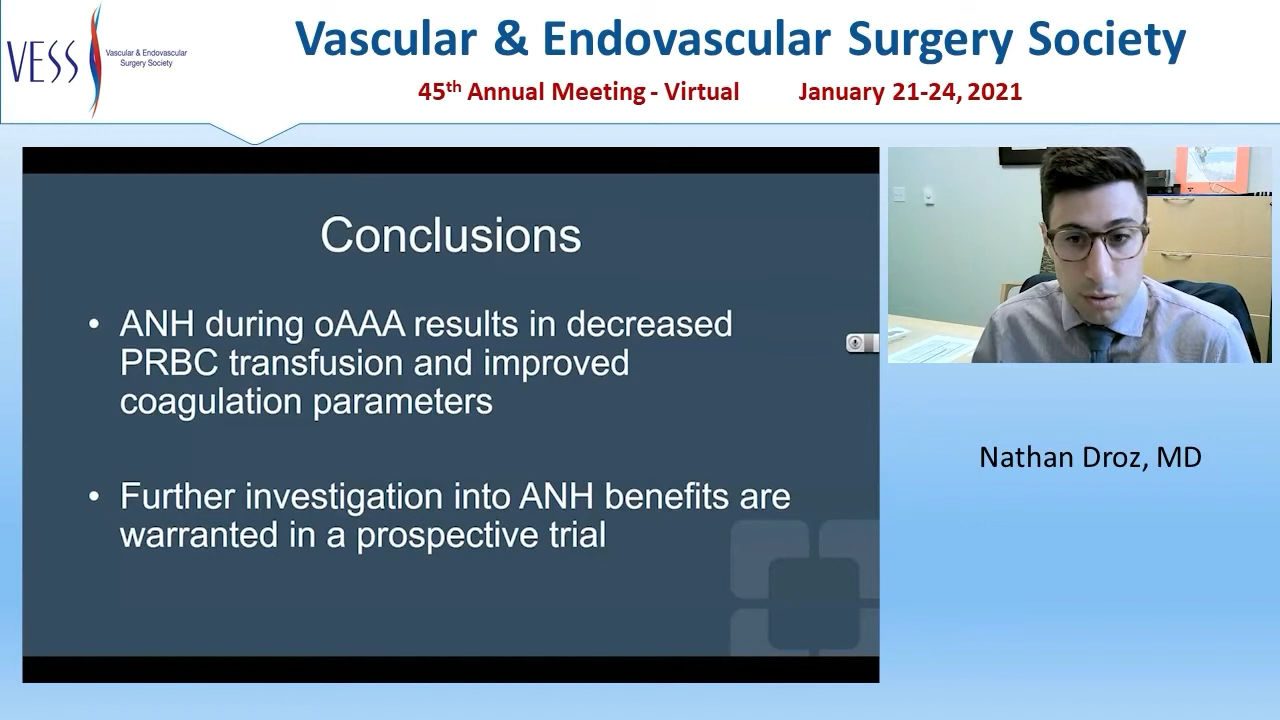 VESS
Vascular & Endovascular
Surgery Society
Vascular & Endovascular Surgery Society
45th Annual Meeting - Virtual January 21-24, 2021
Conclusions
• ANH during oAAA results in decreased
PRBC transfusion and improved
coagulation parameters
• Further investigation into ANH benefits are
warranted in a prospective trial
Nathan Droz, MD